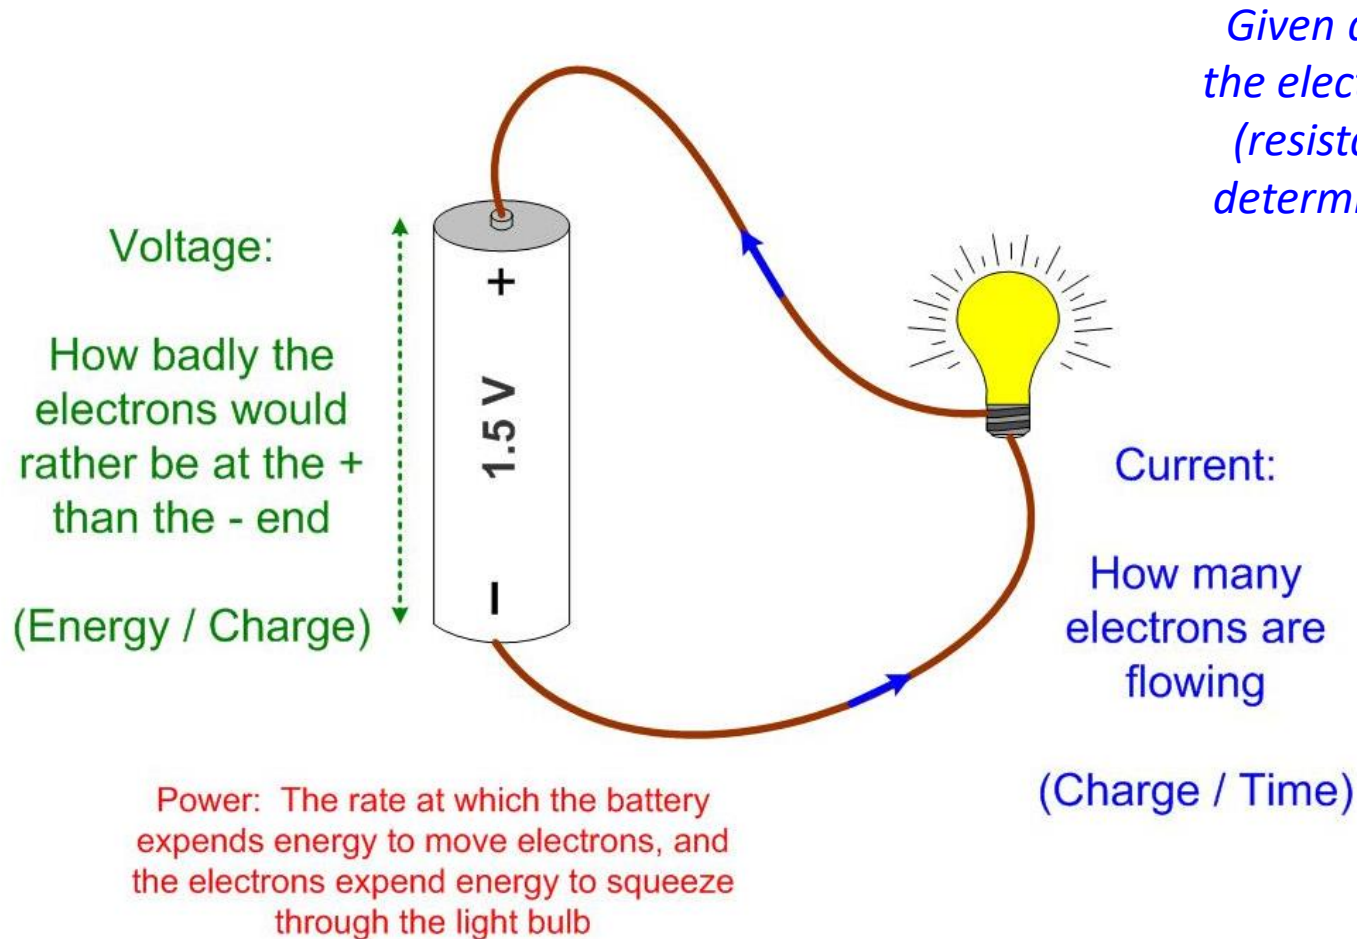 Given
the elect
(resist
determi
Voltage:
How badly the
electrons would
rather be at the +
than the - end
(Energy / Charge)
+
1.5 V
–
Current:
How many
electrons are
flowing
(Charge / Time)
Power: The rate at which the battery
expends energy to move electrons, and
the electrons expend energy to squeeze
through the light bulb